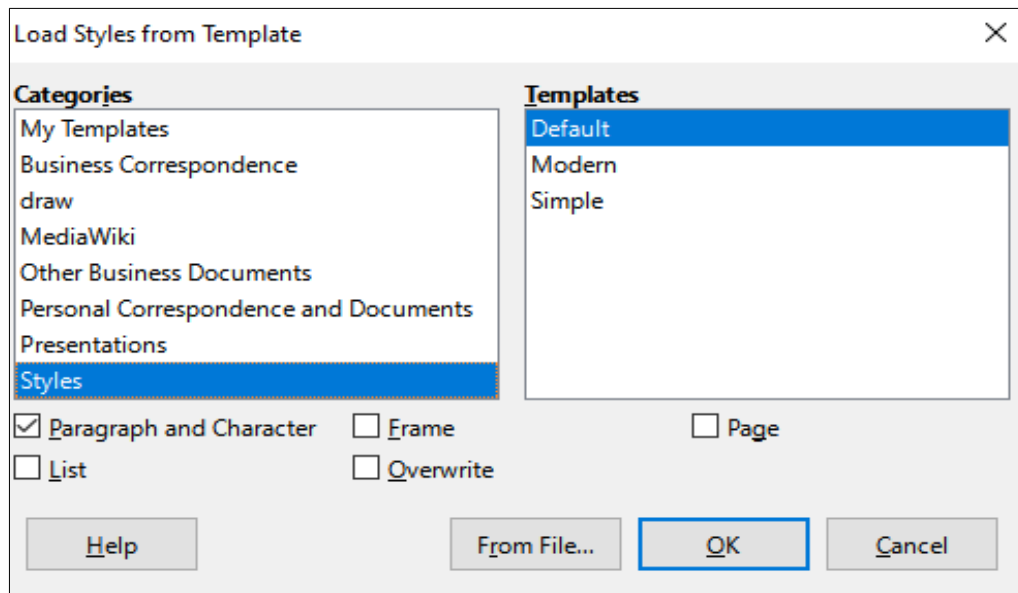 Load Styles from Template
Categories
Templates
My Templates
Business Correspondence
draw
MediaWiki
Other Business Documents
Personal Correspondence and Documents
Presentations
Styles
Default
Modern
Simple
Paragraph and Character
Frame
Page
List
Overwrite
Help
From File...
OK
Cancel